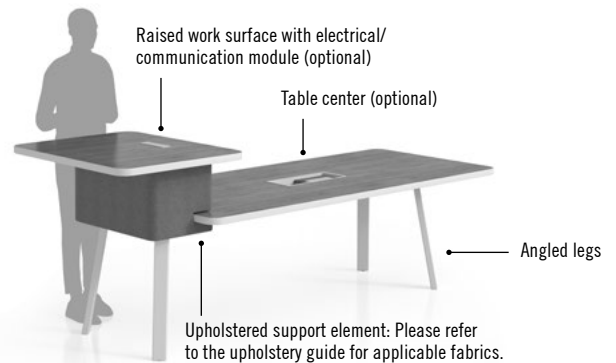 Raised work surface with electrical/
communication module (optional)
Table center (optional)
Angled legs
Upholstered support element: Please refer
to the upholstery guide for applicable fabrics.